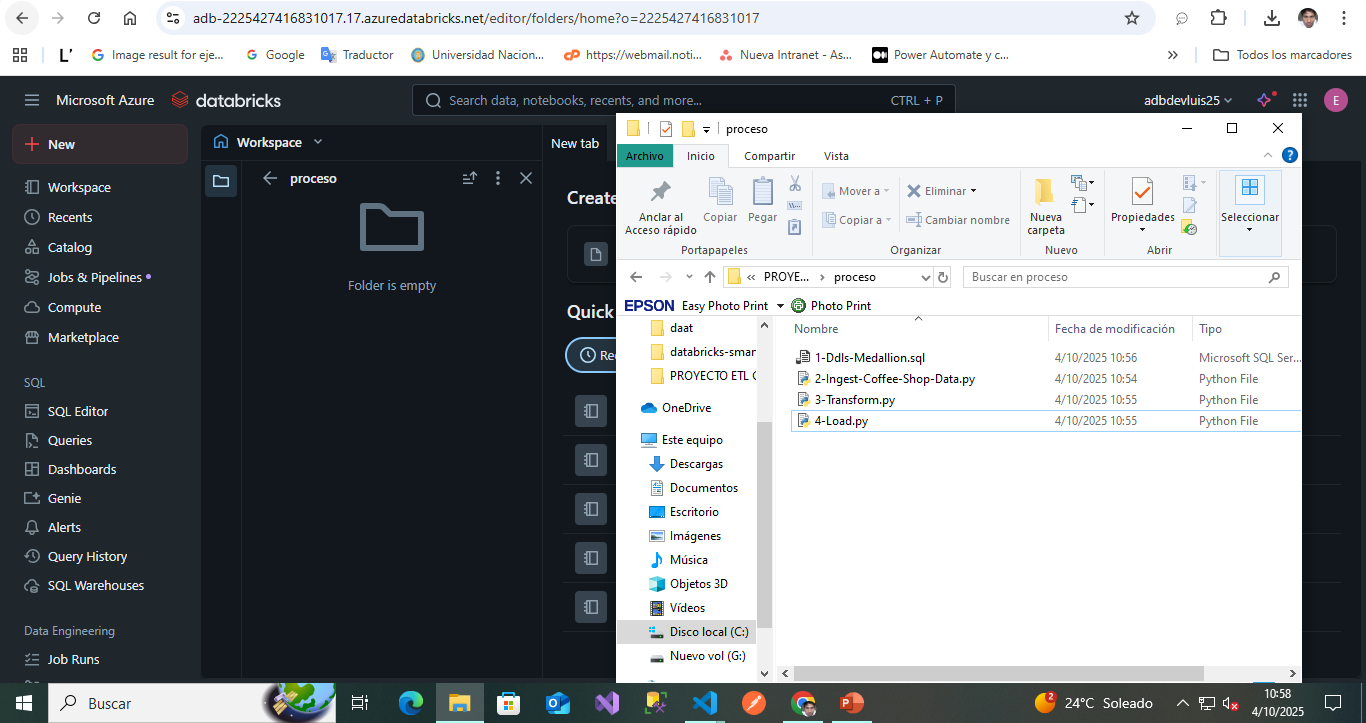 adb-2225427416831017.17.azuredatabricks.net/editor/folders/home?o=2225427416831017
L'
Image result for eje...
Google
Traductor
Universidad Nacion...
https://webmail.noti...
Nueva Intranet - As...
Power Automate y c...
Todos los marcadores
Microsoft Azure
databricks
Search data, notebooks, recents, and more...
CTRL + P
adbdevluis25
E
New
Workspace
Recents
Catalog
Jobs & Pipelines
Compute
Marketplace
SQL
SQL Editor
Queries
Dashboards
Genie
Alerts
Query History
SQL Warehouses
Data Engineering
Job Runs
Workspace
proceso
Folder is empty
New tab
Create
Quick
Re
proceso
Archivo
Inicio
Compartir
Vista
Anclar al
Acceso rápido
Copiar
Pegar
Portapapeles
Mover a
Copiar a
Eliminar
Cambiar nombre
Organizar
Nueva
carpeta
Nuevo
Propiedades
Abrir
Seleccionar
« PROYE... › proceso
Buscar en proceso
EPSON Easy Photo Print
Photo Print
daat
databricks-smar
PROYECTO ETL C
OneDrive
Este equipo
Descargas
Documentos
Escritorio
Imágenes
Música
Objetos 3D
Vídeos
Disco local (C:)
Nuevo vol (G:)
Nombre
Fecha de modificación
Tipo
1-Ddls-Medallion.sql
4/10/2025 10:56
Microsoft SQL Ser...
2-Ingest-Coffee-Shop-Data.py
4/10/2025 10:54
Python File
3-Transform.py
4/10/2025 10:55
Python File
4-Load.py
4/10/2025 10:55
Python File
Buscar
2
24°C Soleado
10:58
4/10/2025